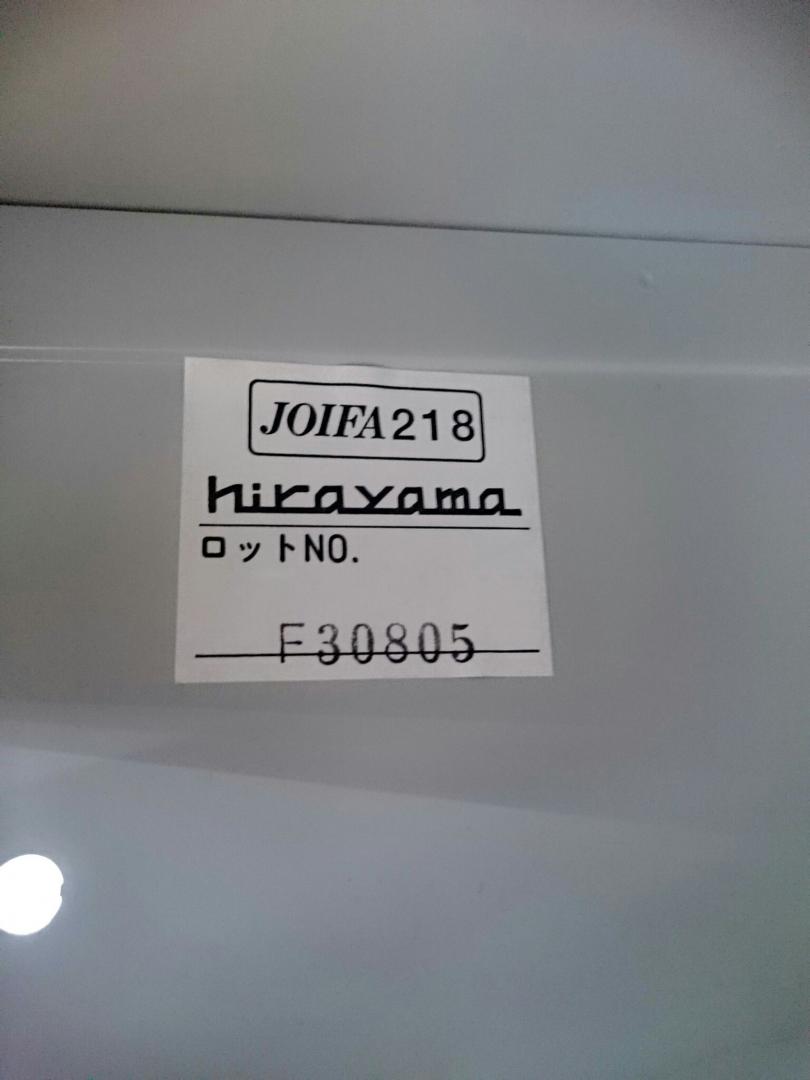 JOIFA218
hirayama
ロットNO.
F30805